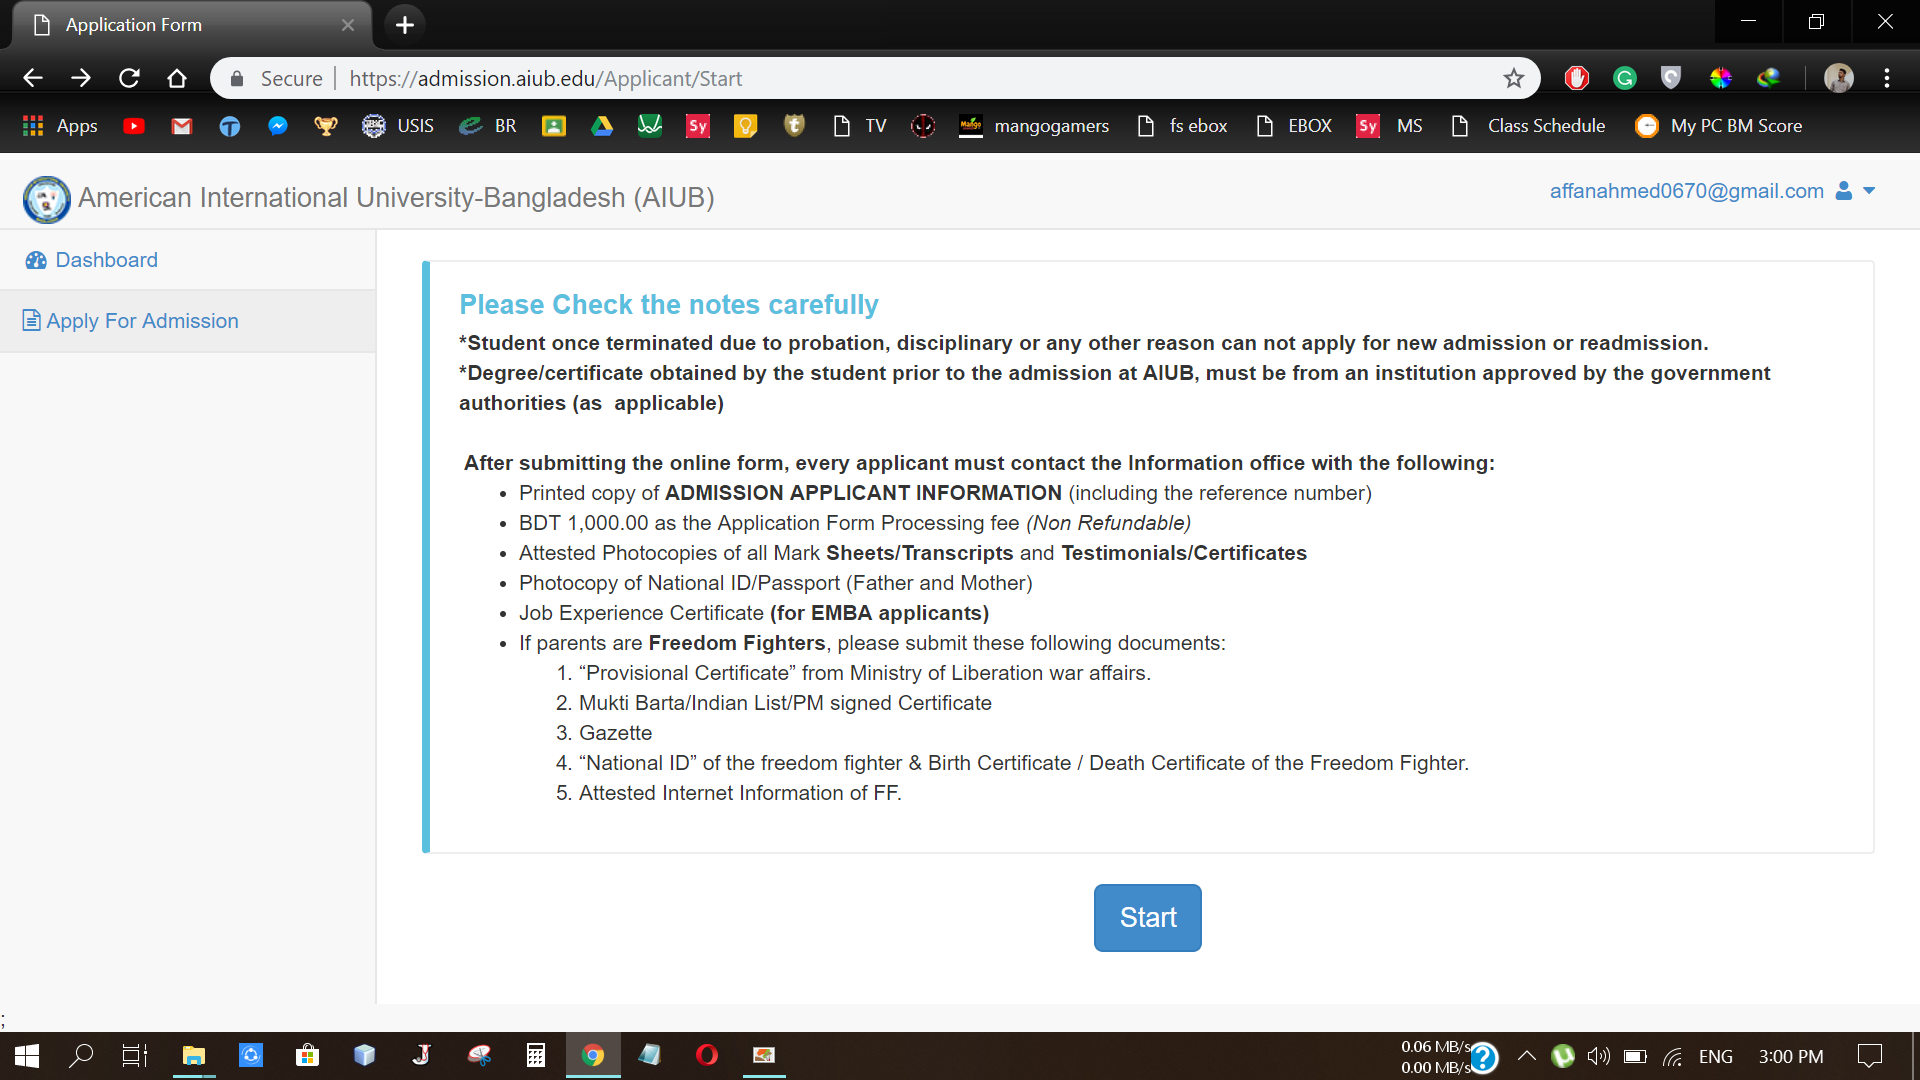 Application Form
Secure https://admission.aiub.edu/Applicant/Start
Apps USIS BR Sy TV Mango mangogamers fs ebox EBOX Sy MS Class Schedule My PC BM Score
American International University-Bangladesh (AIUB)
affanahmed0670@gmail.com
Dashboard
Apply For Admission
Please Check the notes carefully
*Student once terminated due to probation, disciplinary or any other reason can not apply for new admission or readmission.
*Degree/certificate obtained by the student prior to the admission at AIUB, must be from an institution approved by the government
authorities (as  applicable)
After submitting the online form, every applicant must contact the Information office with the following:
• Printed copy of ADMISSION APPLICANT INFORMATION (including the reference number)
• BDT 1,000.00 as the Application Form Processing fee (Non Refundable)
• Attested Photocopies of all Mark Sheets/Transcripts and Testimonials/Certificates
• Photocopy of National ID/Passport (Father and Mother)
• Job Experience Certificate (for EMBA applicants)
• If parents are Freedom Fighters, please submit these following documents:
1. “Provisional Certificate” from Ministry of Liberation war affairs.
2. Mukti Barta/Indian List/PM signed Certificate
3. Gazette
4. “National ID” of the freedom fighter & Birth Certificate / Death Certificate of the Freedom Fighter.
5. Attested Internet Information of FF.
Start
;
0.06 MB/s
0.00 MB/s
ENG 3:00 PM